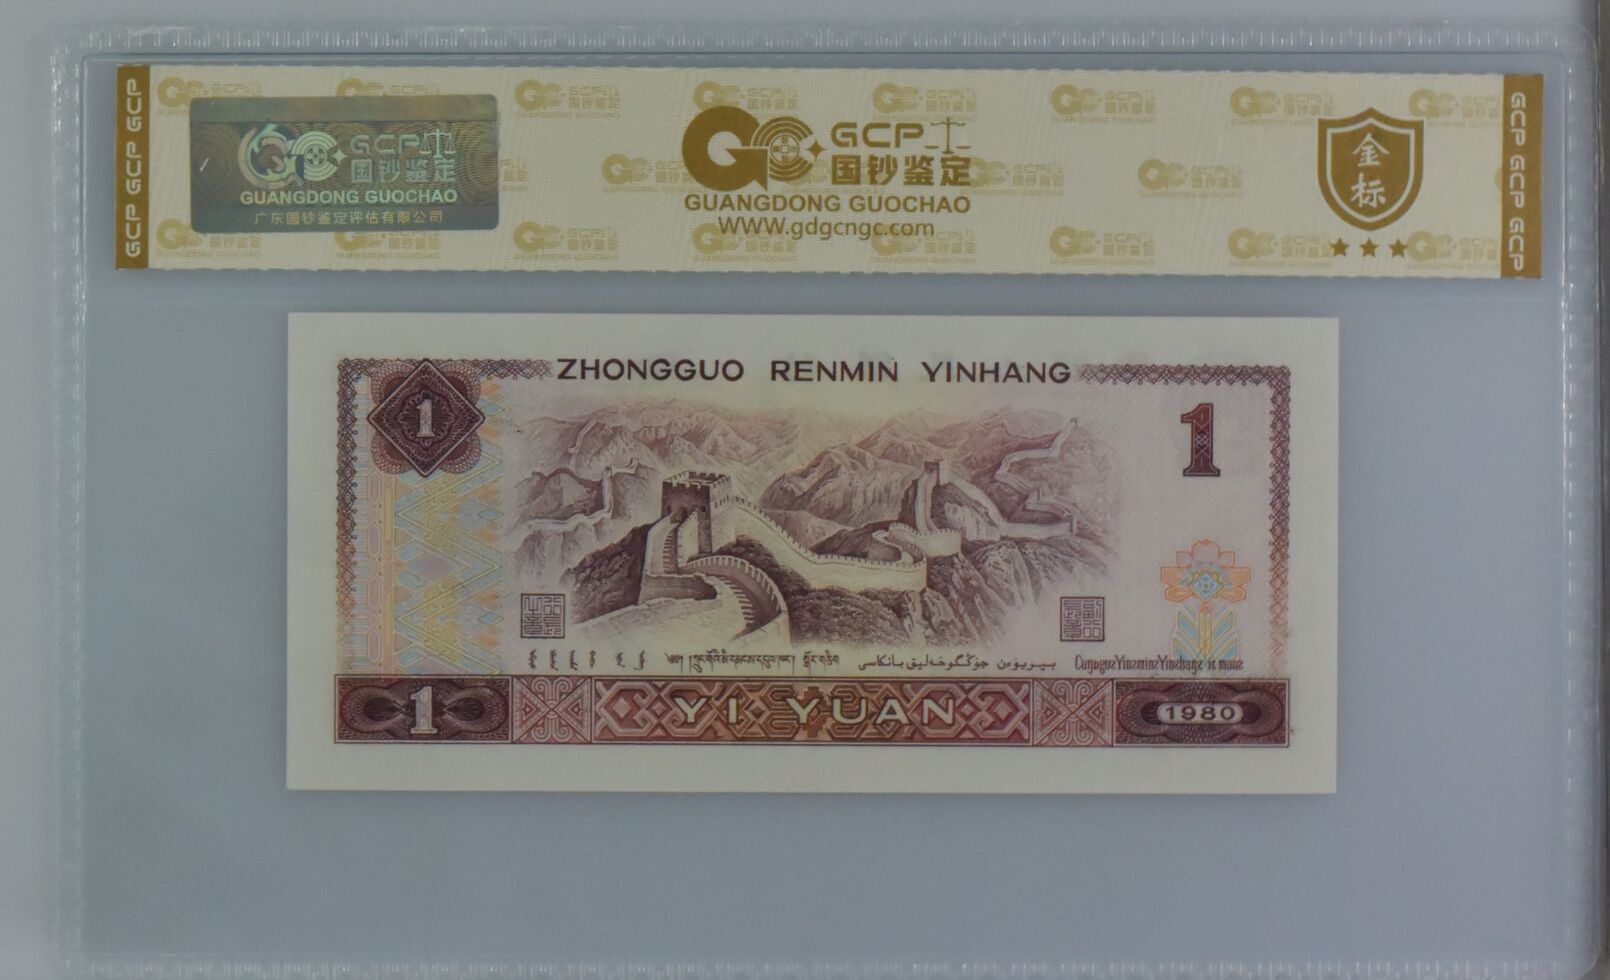 GCP GCP GCP
GCP
国钞鉴定
GUANGDONG GUOCHAO
广东国钞鉴定评估有限公司
GCP
国钞鉴定
GUANGDONG GUOCHAO
WWW.gdgcngc.com
金
标
GCP GCP GCP
ZHONGGUO RENMIN YINHANG
1
1
YI YUAN
1
1980